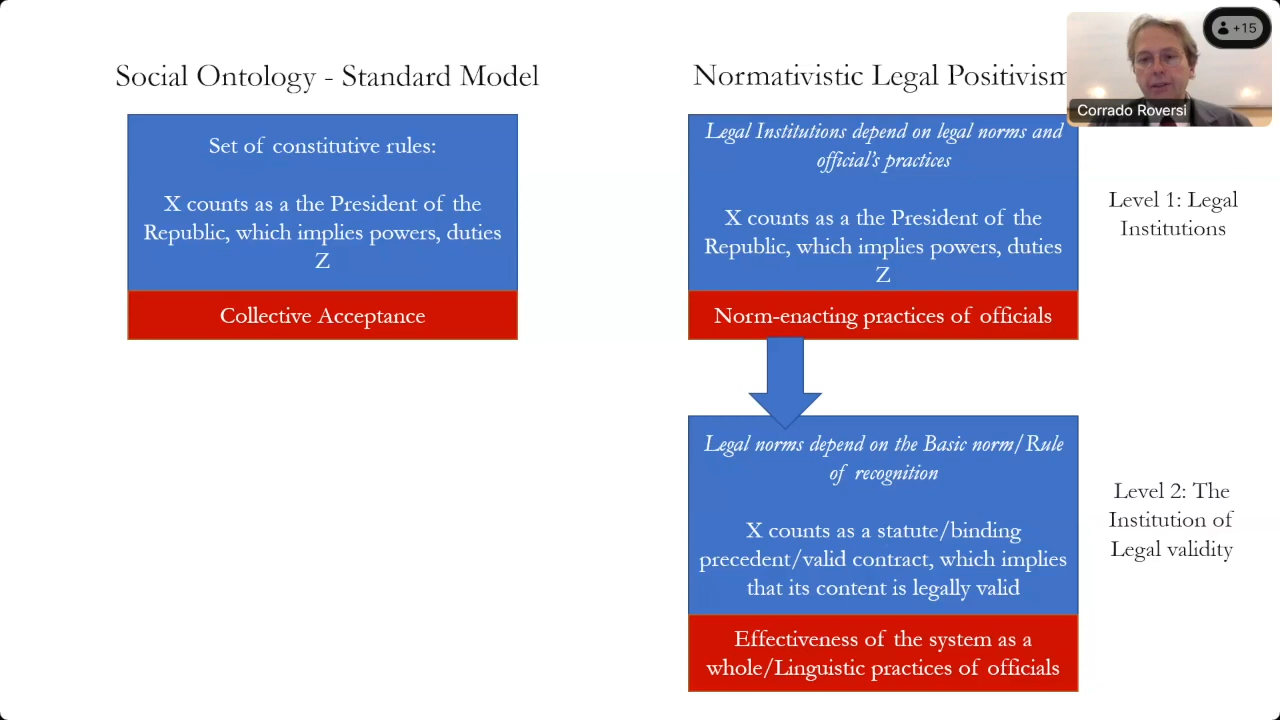 Social Ontology - Standard Model
Set of constitutive rules:
X counts as a the President of the
Republic, which implies powers, duties
Z
Collective Acceptance
Normativistic Legal Positivism
+15
Corrado Roversi
Legal Institutions depend on legal norms and
official's practices
X counts as a the President of the
Republic, which implies powers, duties
Z
Norm-enacting practices of officials
Level 1: Legal
Institutions
Legal norms depend on the Basic norm/Rule
of recognition
X counts as a statute/binding
precedent/valid contract, which implies
that its content is legally valid
Effectiveness of the system as a
whole/Linguistic practices of officials
Level 2: The
Institution of
Legal validity